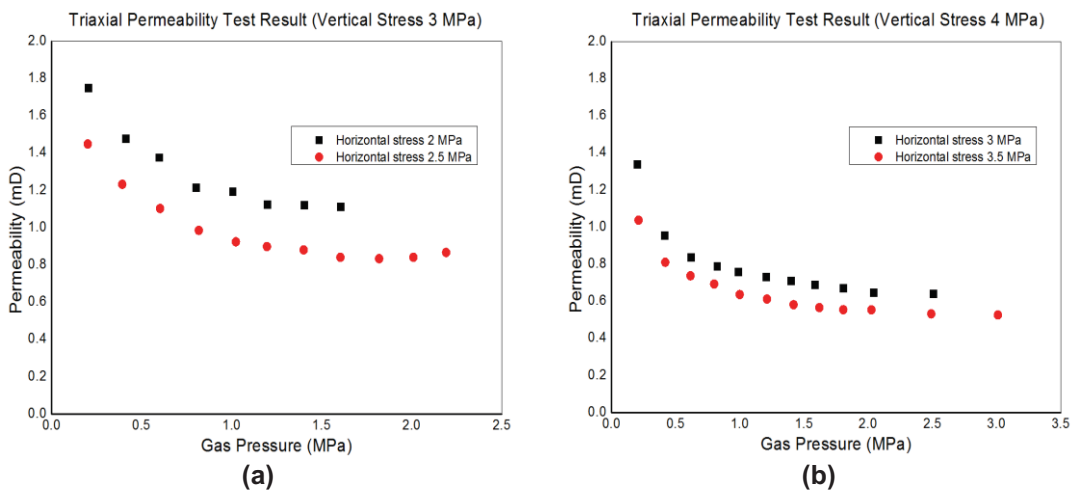 Triaxial Permeability Test Result (Vertical Stress 3 MPa)
2.0
1.8
1.6
1.4
1.2
1.0
0.8
0.6
0.4
0.2
0.0
Permeability (mD)
Horizontal stress 2 MPa
Horizontal stress 2.5 MPa
0.5 1.0 1.5 2.0 2.5
Gas Pressure (MPa)
(a)
Triaxial Permeability Test Result (Vertical Stress 4 MPa)
2.0
1.8
1.6
1.4
1.2
1.0
0.8
0.6
0.4
0.2
0.0
Permeability (mD)
Horizontal stress 3 MPa
Horizontal stress 3.5 MPa
0.0 0.5 1.0 1.5 2.0 2.5 3.0 3.5
Gas Pressure (MPa)
(b)